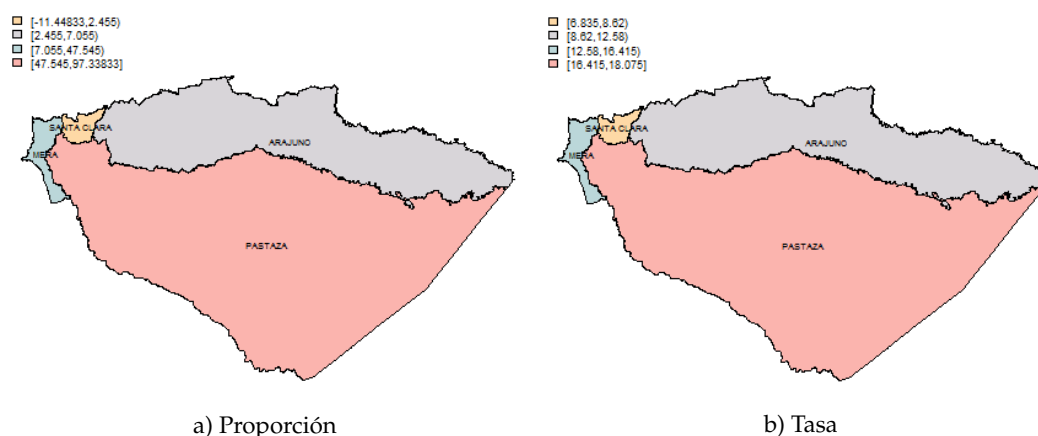 [-11.44833,2.455)
[2.455,7.055)
[7.055,47.545)
[47.545,97.33833]
SANTA CLARA
ARAJUNO
MERA
PASTAZA
a) Proporción
[6.835,8.62)
[8.62,12.58)
[12.58,16.415)
[16.415,18.075]
SANTA CLARA
ARAJUNO
MERA
PASTAZA
b) Tasa